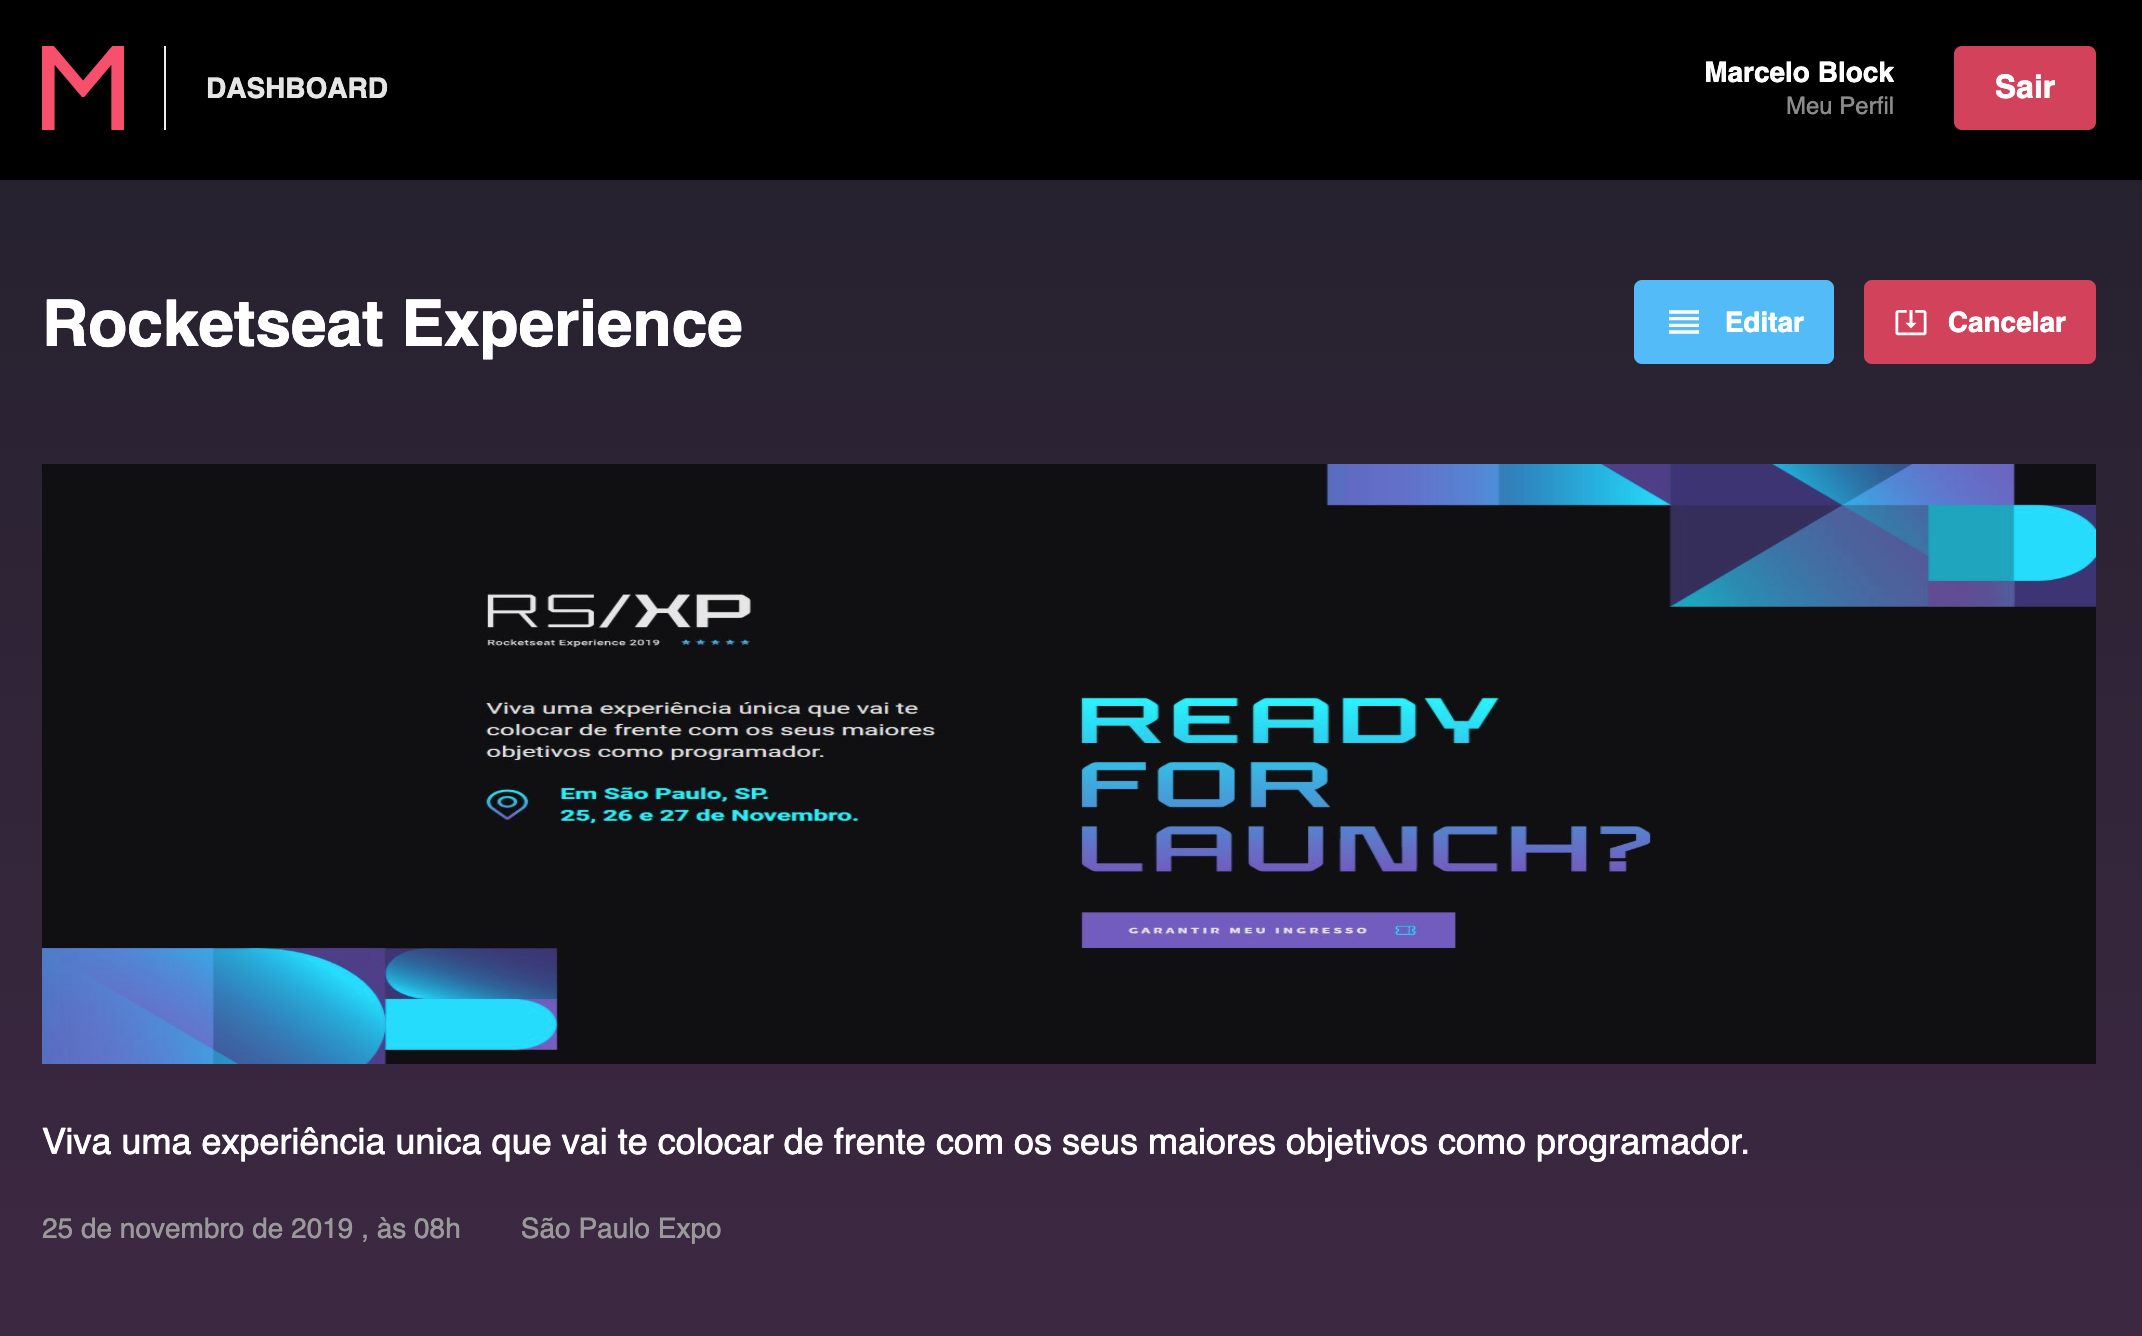 M
DASHBOARD
Marcelo Block
Meu Perfil
Sair
Rocketseat Experience
Editar
Cancelar
RS/XP
Rocketseat Experience 2019
Viva uma experiência única que vai te
colocar de frente com os seus maiores
objetivos como programador.
Em São Paulo, SP.
25, 26 e 27 de Novembro.
READY
FOR
LAUNCH?
GARANTIR MEU INGRESSO
Viva uma experiência unica que vai te colocar de frente com os seus maiores objetivos como programador.
25 de novembro de 2019 , às 08h
São Paulo Expo